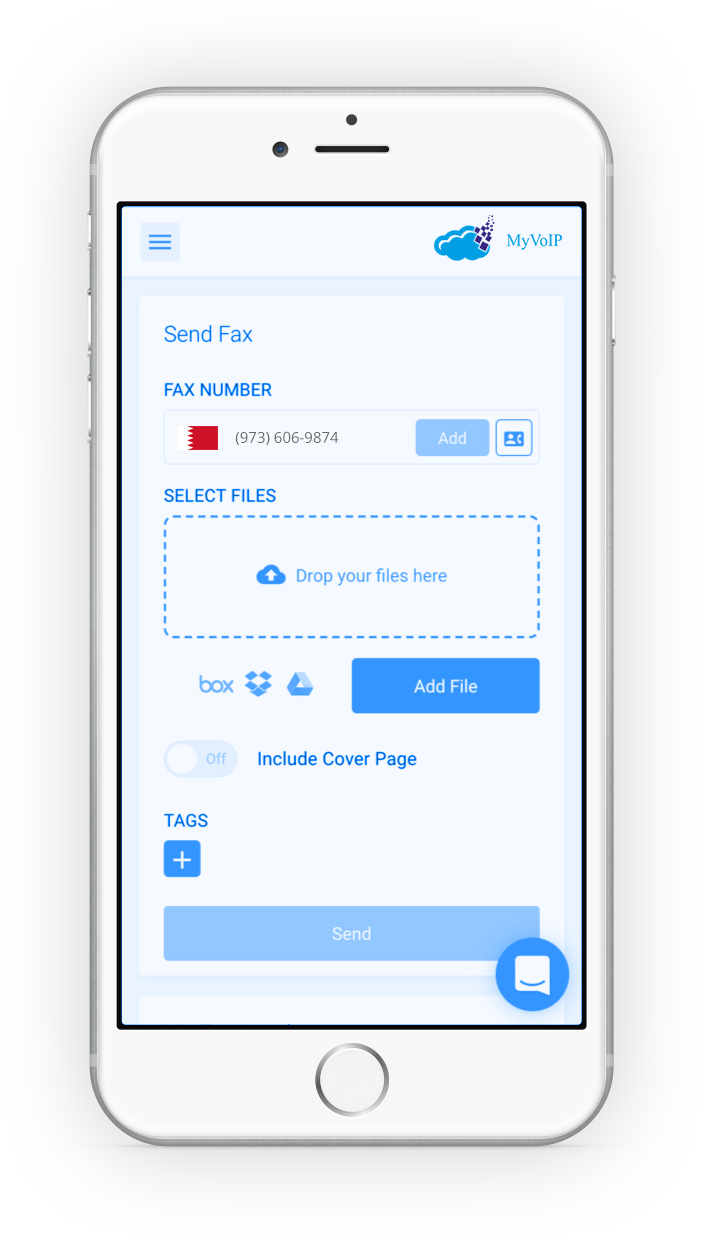 MyVoIP
Send Fax
FAX NUMBER
(973) 606-9874
Add
SELECT FILES
Drop your files here
box
Add File
Off
Include Cover Page
TAGS
Send